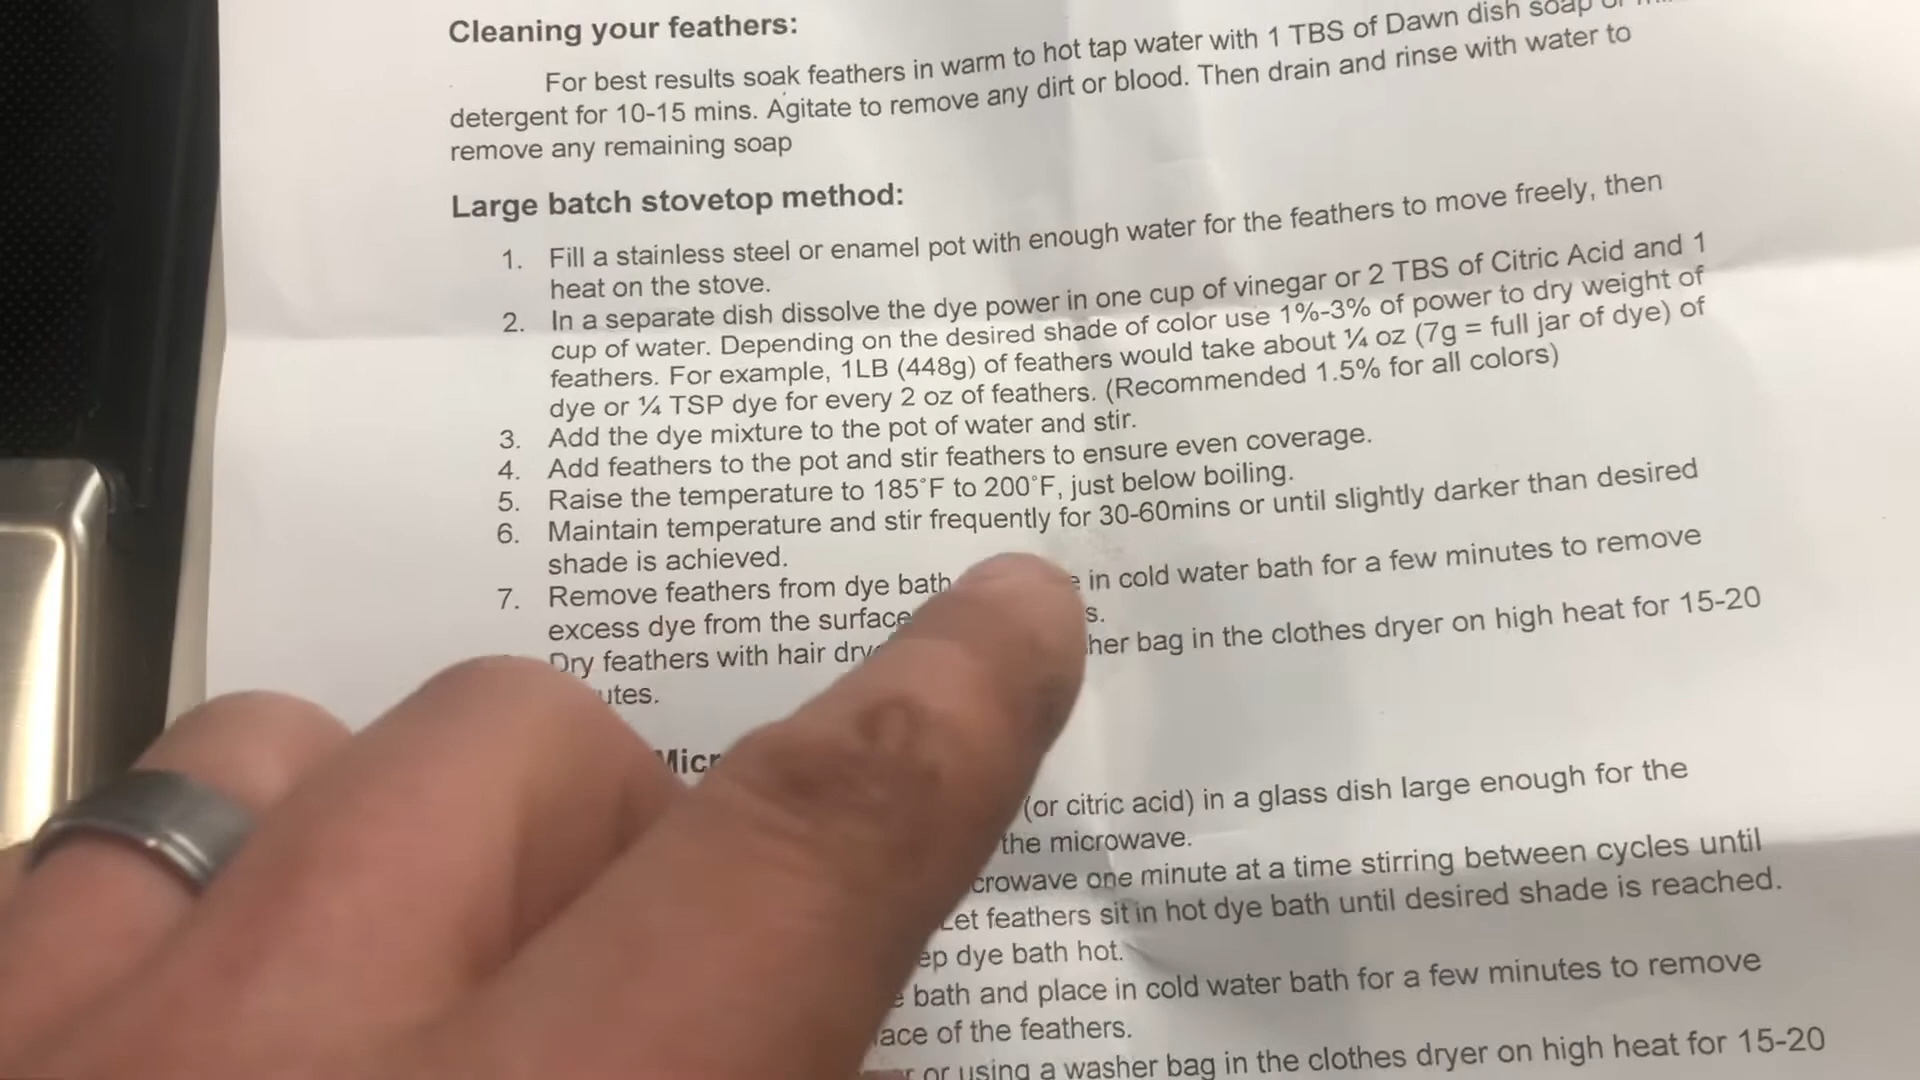 Cleaning your feathers:
For best results soak feathers in warm to hot tap water with 1 TBS of Dawn dish soap or
detergent for 10-15 mins. Agitate to remove any dirt or blood. Then drain and rinse with water to
remove any remaining soap
Large batch stovetop method:
1. Fill a stainless steel or enamel pot with enough water for the feathers to move freely, then
heat on the stove.
2. In a separate dish dissolve the dye power in one cup of vinegar or 2 TBS of Citric Acid and 1
cup of water. Depending on the desired shade of color use 1%-3% of power to dry weight of
feathers. For example, 1LB (448g) of feathers would take about ¼ oz (7g = full jar of dye) of
dye or ¼ TSP dye for every 2 oz of feathers. (Recommended 1.5% for all colors)
3. Add the dye mixture to the pot of water and stir.
4. Add feathers to the pot and stir feathers to ensure even coverage.
5. Raise the temperature to 185°F to 200°F, just below boiling.
6. Maintain temperature and stir frequently for 30-60mins or until slightly darker than desired
shade is achieved.
7. Remove feathers from dye bath in cold water bath for a few minutes to remove
excess dye from the surface
Dry feathers with hair bag in the clothes dryer on high heat for 15-20
(or citric acid) in a glass dish large enough for the
the microwave.
one minute at a time stirring between cycles until
Let feathers sit in hot dye bath until desired shade is reached.
dye bath hot.
bath and place in cold water bath for a few minutes to remove
of the feathers.
or using a washer bag in the clothes dryer on high heat for 15-20